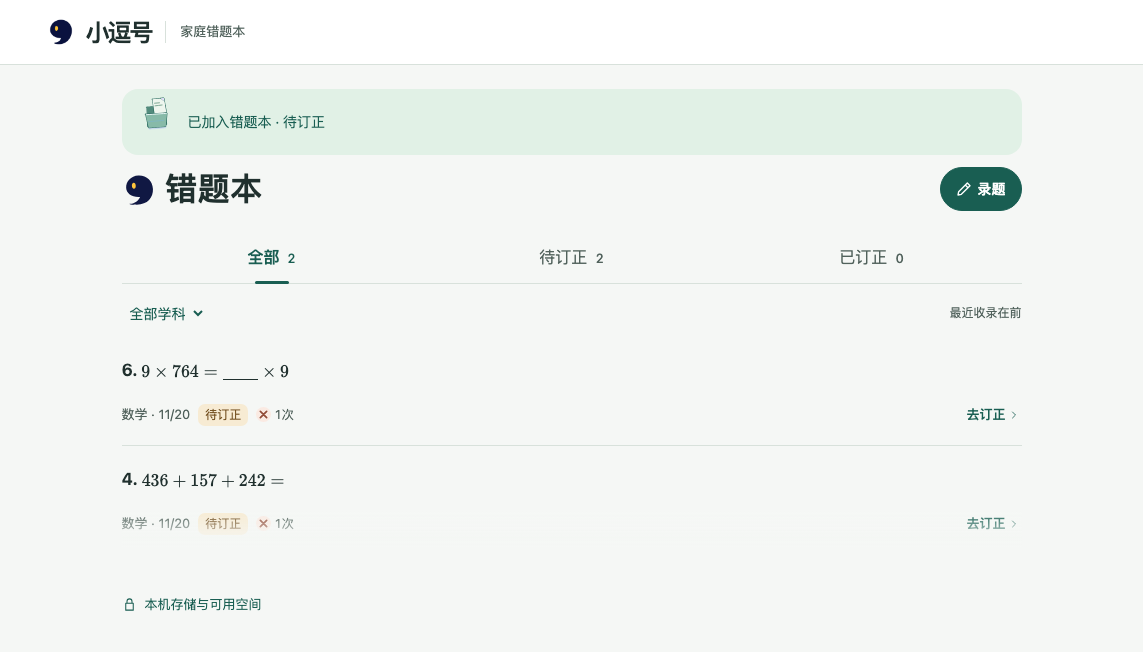 小逗号 家庭错题本
已加入错题本 · 待订正
错题本
录题
全部 2 待订正 2 已订正 0
全部学科 最近收录在前
6. 9 × 764 = ____ × 9
数学 · 11/20 待订正 × 1次 去订正 >
4. 436 + 157 + 242 =
数学 · 11/20 待订正 × 1次 去订正 >
本机存储与可用空间